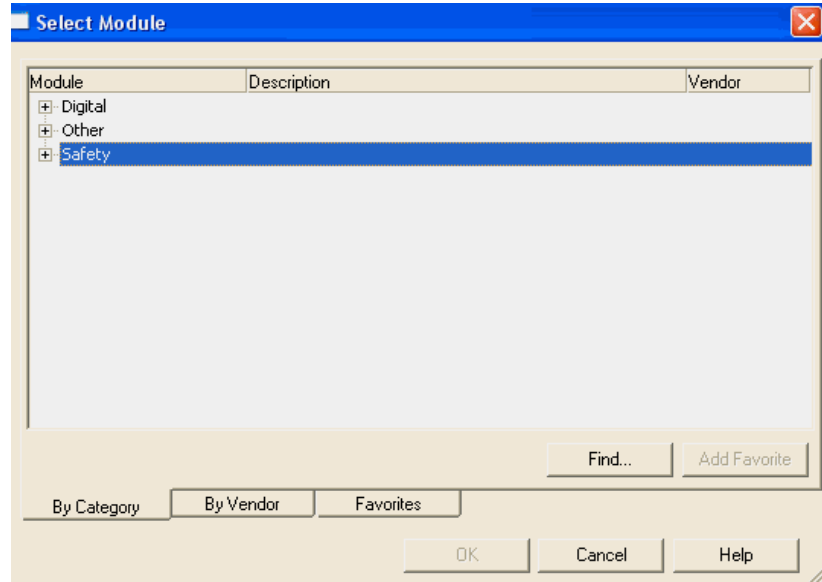 Select Module
Module Description Vendor
Digital
Other
Safety
Find... Add Favorite
By Category By Vendor Favorites
OK Cancel Help